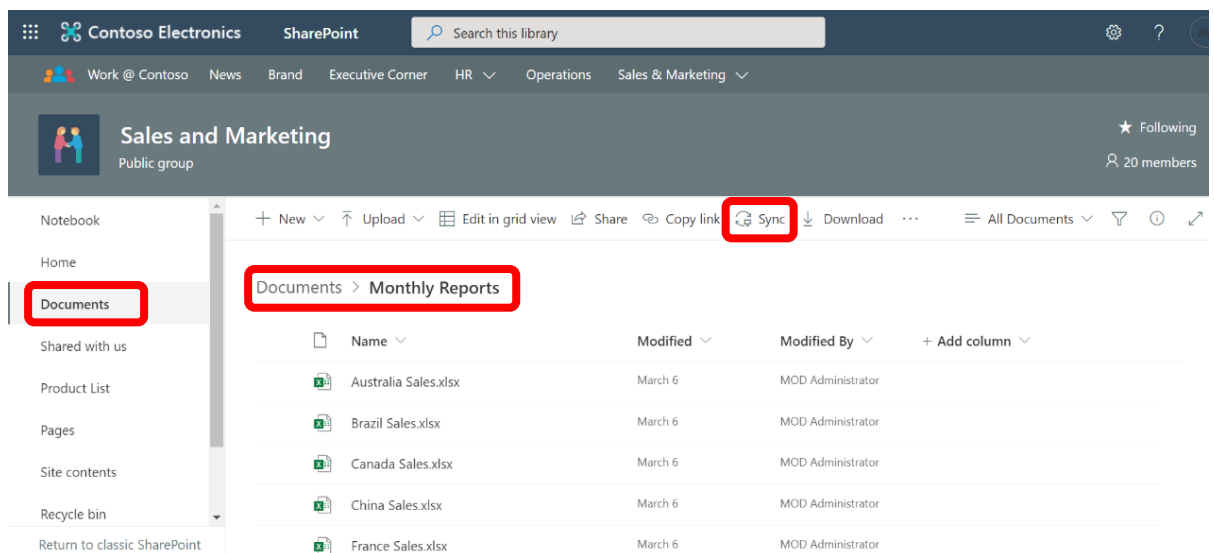 Contoso Electronics SharePoint Search this library ?
Work @ Contoso News Brand Executive Corner HR Operations Sales & Marketing
Sales and Marketing
Public group
Following
20 members
Notebook
Home
Documents
Shared with us
Product List
Pages
Site contents
Recycle bin
Return to classic SharePoint
+ New Upload Edit in grid view Share Copy link Sync Download ··· All Documents
Documents > Monthly Reports
Name Modified Modified By + Add column
Australia Sales.xlsx March 6 MOD Administrator
Brazil Sales.xlsx March 6 MOD Administrator
Canada Sales.xlsx March 6 MOD Administrator
China Sales.xlsx March 6 MOD Administrator
France Sales.xlsx March 6 MOD Administrator